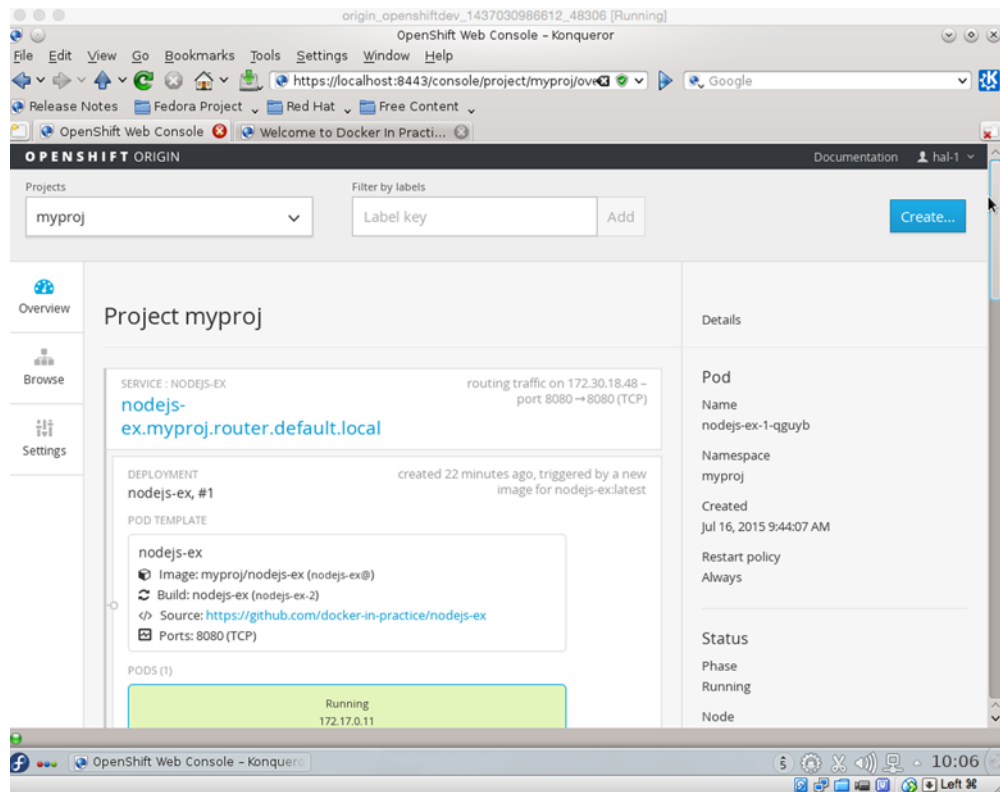 origin_openshiftdev_1437030986612_48306 [Running]
OpenShift Web Console – Konqueror
File Edit View Go Bookmarks Tools Settings Window Help
https://localhost:8443/console/project/myproj/ove
Google
Release Notes Fedora Project Red Hat Free Content
OpenShift Web Console Welcome to Docker In Practi...
OPENSHIFT ORIGIN Documentation hal-1
Projects Filter by labels
myproj Label key Add Create...
Overview
Browse
Settings
Project myproj
SERVICE : NODEJS-EX
nodejs-
ex.myproj.router.default.local
routing traffic on 172.30.18.48 –
port 8080 → 8080 (TCP)
DEPLOYMENT
nodejs-ex, #1
created 22 minutes ago, triggered by a new
image for nodejs-ex:latest
POD TEMPLATE
nodejs-ex
Image: myproj/nodejs-ex (nodejs-ex@)
Build: nodejs-ex (nodejs-ex-2)
</> Source: https://github.com/docker-in-practice/nodejs-ex
Ports: 8080 (TCP)
PODS (1)
Running
172.17.0.11
Details
Pod
Name
nodejs-ex-1-qguyb
Namespace
myproj
Created
Jul 16, 2015 9:44:07 AM
Restart policy
Always
Status
Phase
Running
Node
OpenShift Web Console – Konquerc
10:06
Left ⌘